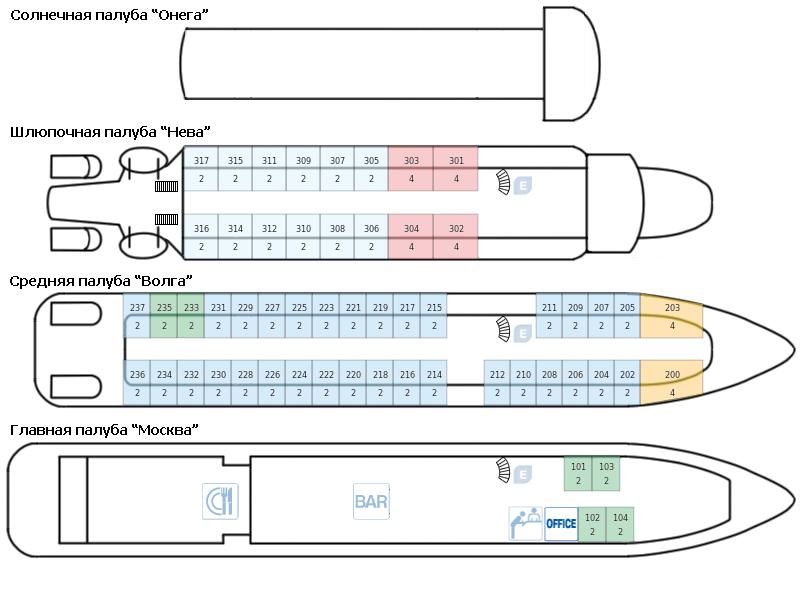 Солнечная палуба "Онега"
Шлюпочная палуба "Нева"
317 315 311 309 307 305 303 301
2 2 2 2 2 2 4 4
E
316 314 312 310 308 306 304 302
2 2 2 2 2 2 4 4
Средняя палуба "Волга"
237 235 233 231 229 227 225 223 221 219 217 215 211 209 207 205 203
2 2 2 2 2 2 2 2 2 2 2 2 2 2 2 2 4
E
236 234 232 230 228 226 224 222 220 218 216 214 212 210 208 206 204 202 200
2 2 2 2 2 2 2 2 2 2 2 2 2 2 2 2 2 2 4
Главная палуба "Москва"
101 103
2 2
E
BAR
OFFICE
102 104
2 2